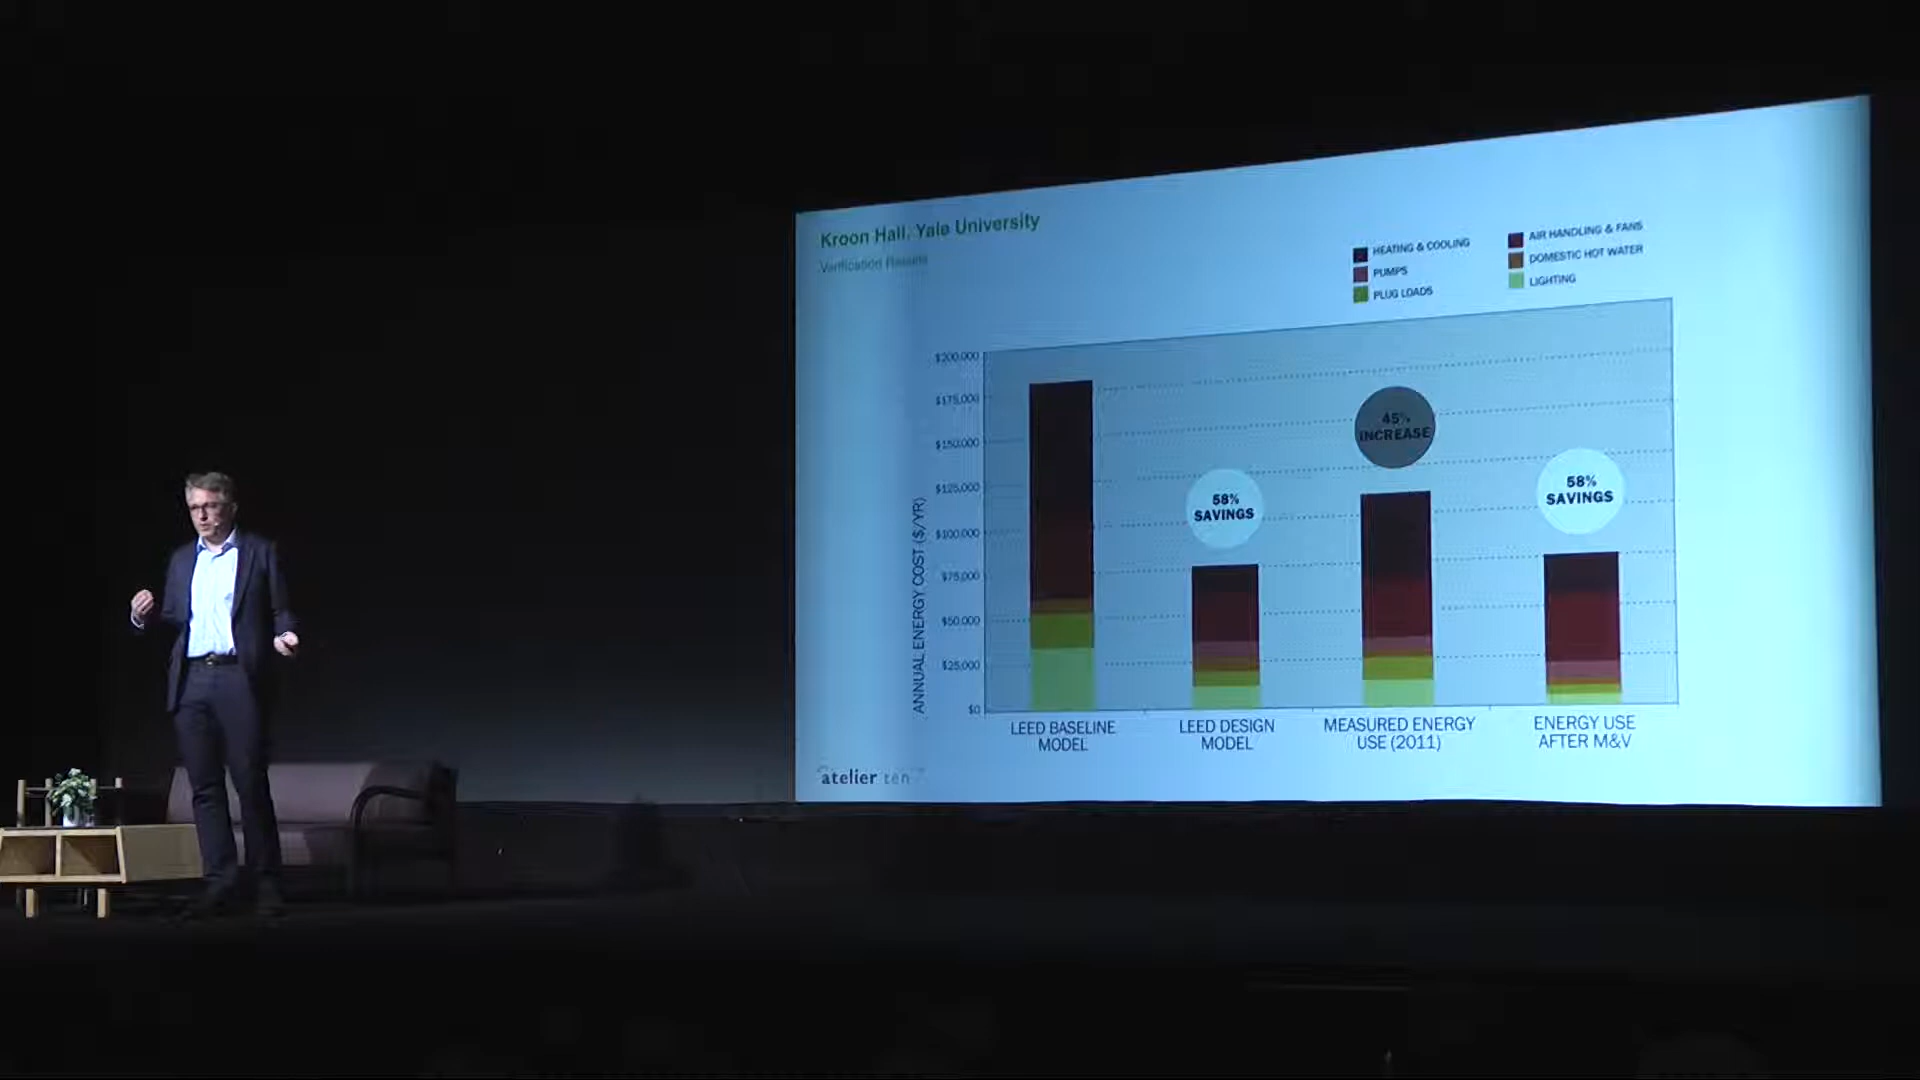 Kroon Hall, Yale University
Verification Results
HEATING & COOLING
PUMPS
PLUG LOADS
AIR HANDLING & FANS
DOMESTIC HOT WATER
LIGHTING
ANNUAL ENERGY COST ($/YR)
$200,000
$175,000
$150,000
$125,000
$100,000
$75,000
$50,000
$25,000
$0
58%
SAVINGS
45%
INCREASE
58%
SAVINGS
LEED BASELINE
MODEL
LEED DESIGN
MODEL
MEASURED ENERGY
USE (2011)
ENERGY USE
AFTER M&V
atelier ten